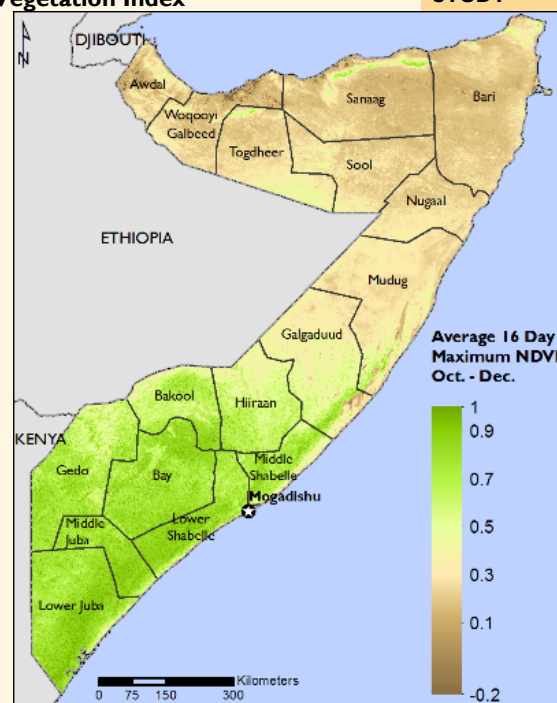 Vegetation Index
STUDY
N
DJIBOUTI
Awdal
Woqooyi
Galbeed
Togdheer
Sanaag
Bari
Sool
Nugaal
ETHIOPIA
Mudug
Galgaduud
Average 16 Day
Maximum NDVI
Oct. - Dec.
Bakool
Hiiraan
KENYA
Gedo
Bay
Middle
Shabelle
Mogadishu
Middle
Juba
Lower
Shabelle
Lower Juba
1
0.9
0.7
0.5
0.3
0.1
-0.2
Kilometers
0 75 150 300